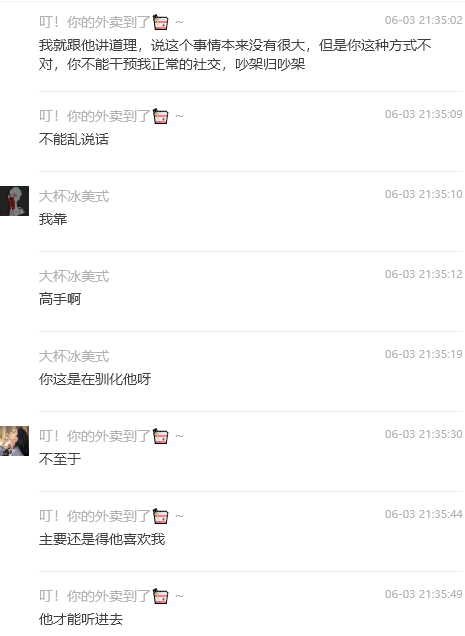 叮！你的外卖到了 ~ 06-03 21:35:02
我就跟他讲道理，说这个事情本来没有很大，但是你这种方式不
对，你不能干预我正常的社交，吵架归吵架
叮！你的外卖到了 ~ 06-03 21:35:09
不能乱说话
大杯冰美式 06-03 21:35:10
我靠
大杯冰美式 06-03 21:35:12
高手啊
大杯冰美式 06-03 21:35:19
你这是在驯化他呀
叮！你的外卖到了 ~ 06-03 21:35:30
不至于
叮！你的外卖到了 ~ 06-03 21:35:44
主要还是得他喜欢我
叮！你的外卖到了 ~ 06-03 21:35:49
他才能听进去